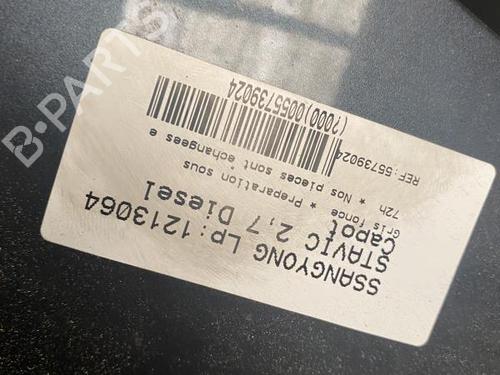 SSANGYONG Lp:1213064
STAVIC 2,7 Diesel
Capot
Gris fonce * Preparation sous
72h * Nos pieces sont echangees e
REF:55739024
(7000)0055739024
B-PARTS